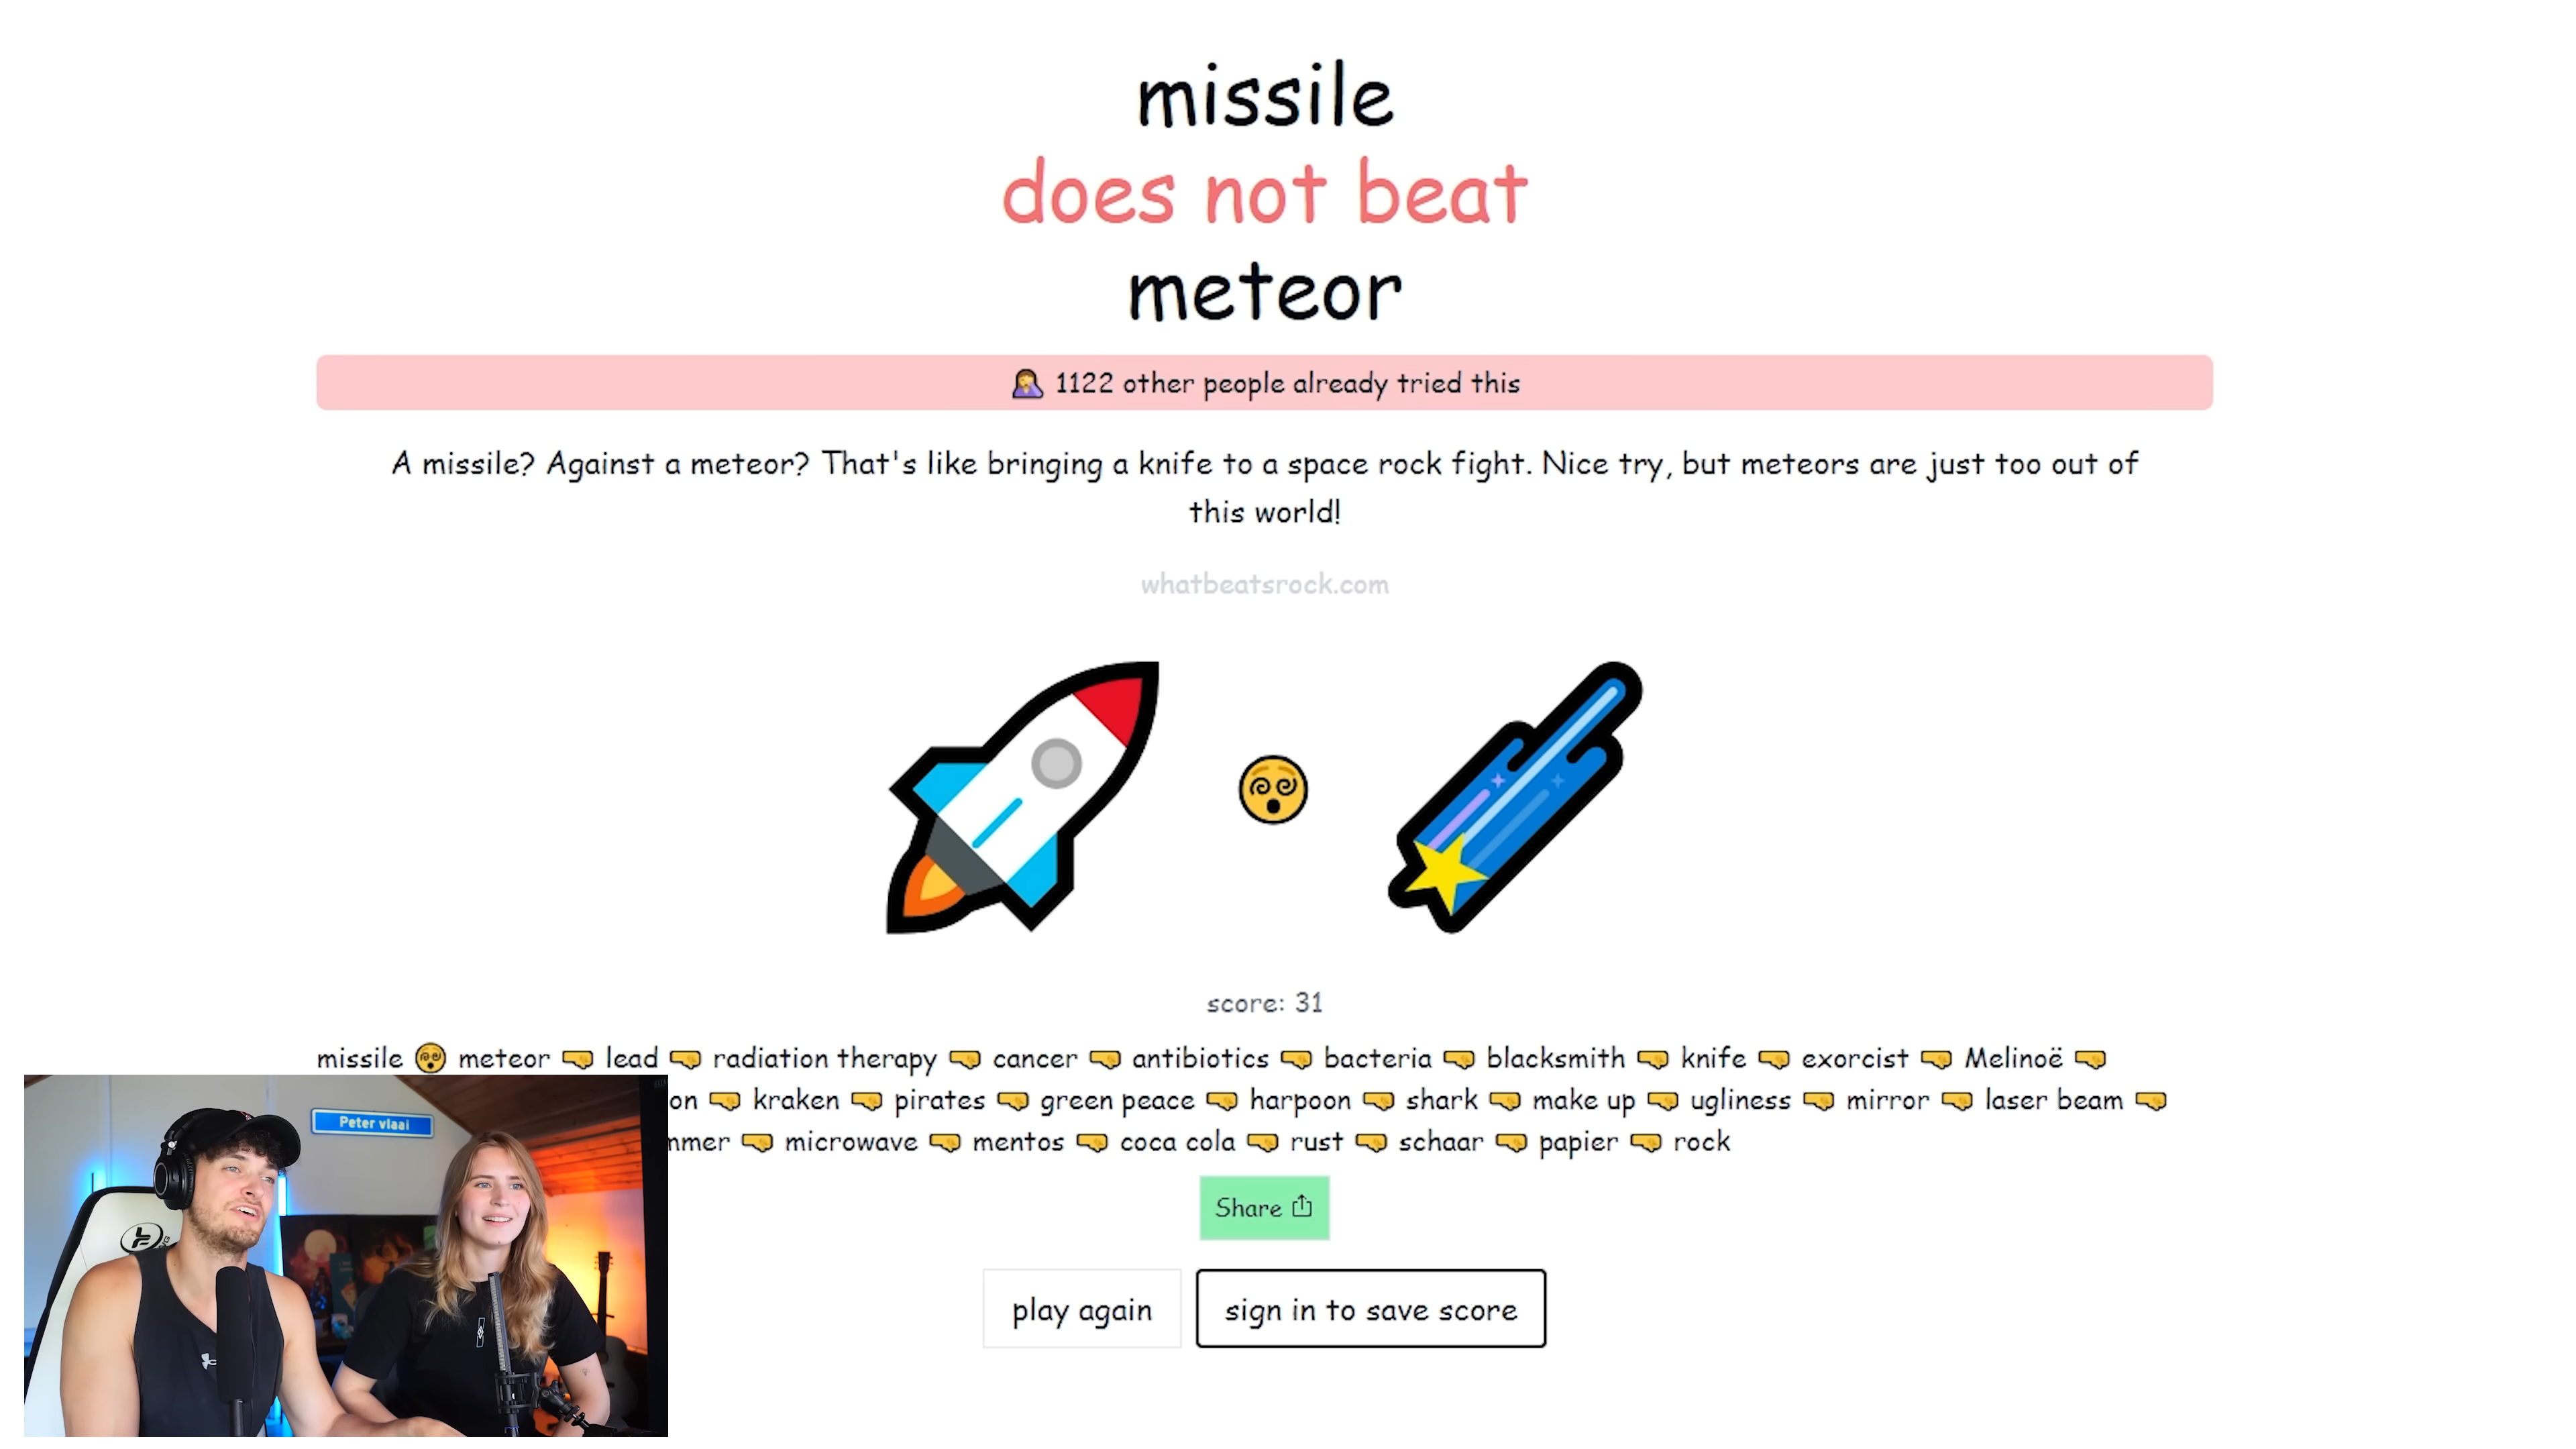 missile
does not beat
meteor
1122 other people already tried this
A missile? Against a meteor? That's like bringing a knife to a space rock fight. Nice try, but meteors are just too out of
this world!
whatbeatsrock.com
score: 31
missile meteor lead radiation therapy cancer antibiotics bacteria blacksmith knife exorcist Melinoë
kraken pirates green peace harpoon shark make up ugliness mirror laser beam
microwave mentos coca cola rust schaar papier rock
Peter vlaai
Share
play again sign in to save score